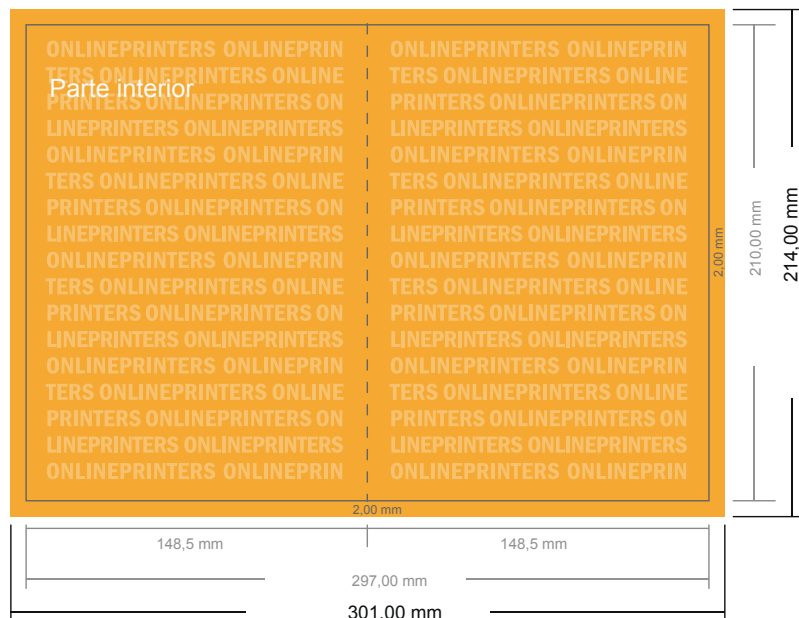 ONLINEPRINTERS ONLINEPRIN
TERS ONLINEPRINTERS ONLINE
PRINTERS ONLINEPRINTERS ON
LINEPRINTERS ONLINEPRINTERS
ONLINEPRINTERS ONLINEPRIN
TERS ONLINEPRINTERS ONLINE
PRINTERS ONLINEPRINTERS ON
LINEPRINTERS ONLINEPRINTERS
ONLINEPRINTERS ONLINEPRIN
TERS ONLINEPRINTERS ONLINE
PRINTERS ONLINEPRINTERS ON
LINEPRINTERS ONLINEPRINTERS
ONLINEPRINTERS ONLINEPRIN
TERS ONLINEPRINTERS ONLINE
PRINTERS ONLINEPRINTERS ON
LINEPRINTERS ONLINEPRINTERS
ONLINEPRINTERS ONLINEPRIN
Parte interior
ONLINEPRINTERS ONLINEPRIN
TERS ONLINEPRINTERS ONLINE
PRINTERS ONLINEPRINTERS ON
LINEPRINTERS ONLINEPRINTERS
ONLINEPRINTERS ONLINEPRIN
TERS ONLINEPRINTERS ONLINE
PRINTERS ONLINEPRINTERS ON
LINEPRINTERS ONLINEPRINTERS
ONLINEPRINTERS ONLINEPRIN
TERS ONLINEPRINTERS ONLINE
PRINTERS ONLINEPRINTERS ON
LINEPRINTERS ONLINEPRINTERS
ONLINEPRINTERS ONLINEPRIN
TERS ONLINEPRINTERS ONLINE
PRINTERS ONLINEPRINTERS ON
LINEPRINTERS ONLINEPRINTERS
ONLINEPRINTERS ONLINEPRIN
2,00 mm
210,00 mm
214,00 mm
2,00 mm
148,5 mm
148,5 mm
297,00 mm
301,00 mm